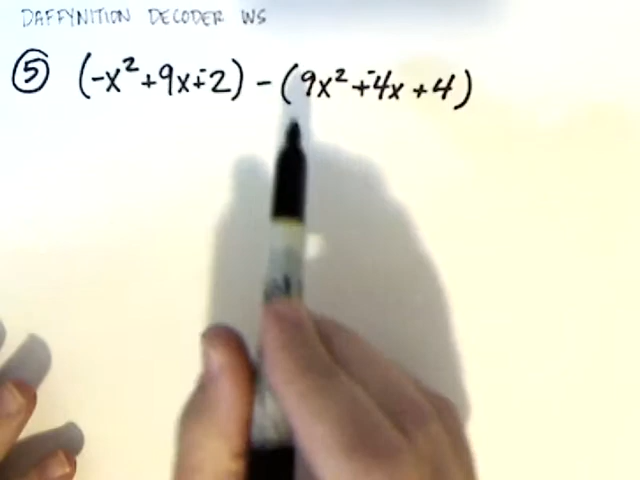 DAFFYNITION DECODER WS
⑤ (-x²+9x+-2) - (9x²+-4x+4)